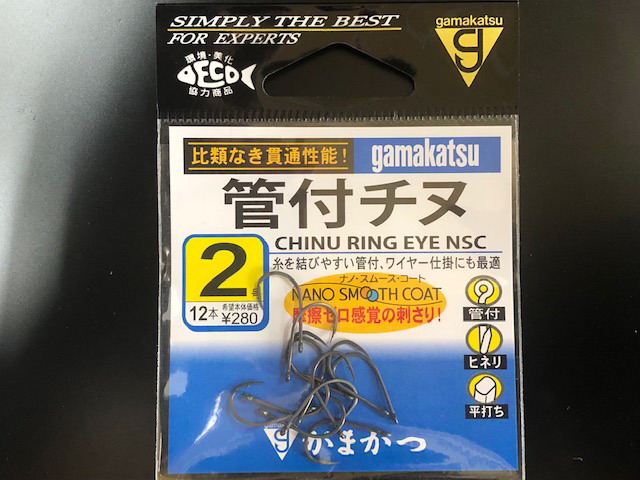 SIMPLY THE BEST
FOR EXPERTS
gamakatsu
環境・美化
DECO
協力商品
比類なき貫通性能！
gamakatsu
管付チヌ
CHINU RING EYE NSC
2号
12本
希望本体価格
¥280
糸を結びやすい管付、ワイヤー仕掛にも最適
ナノ・スムース・コート
NANO SMOOTH COAT
摩擦ゼロ感覚の刺さり！
管付
ヒネリ
平打ち
がまかつ